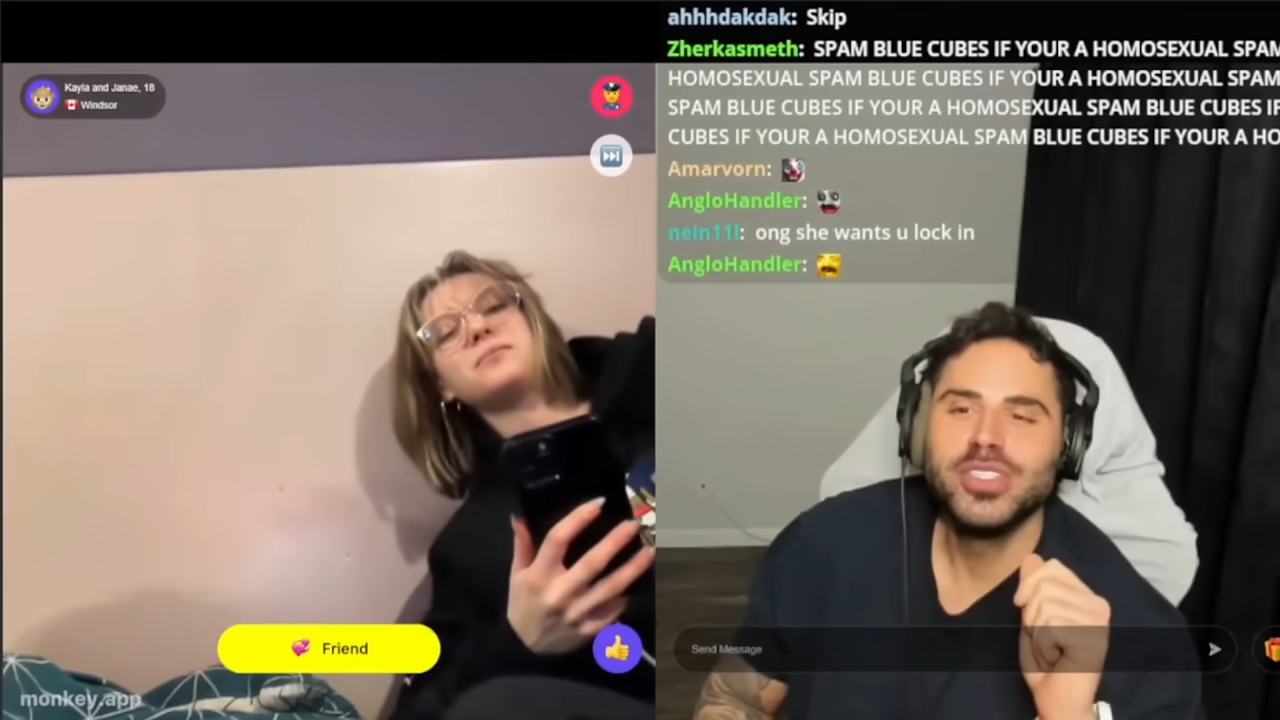 Kayla and Janae, 18
Windsor
Friend
monkey.app
ahhhdakdak: Skip
Zherkasmeth: SPAM BLUE CUBES IF YOUR A HOMOSEXUAL SPAM
HOMOSEXUAL SPAM BLUE CUBES IF YOUR A HOMOSEXUAL SPAM
SPAM BLUE CUBES IF YOUR A HOMOSEXUAL SPAM BLUE CUBES IF
CUBES IF YOUR A HOMOSEXUAL SPAM BLUE CUBES IF YOUR A HO
Amarvorn:
AngloHandler:
nein11l: ong she wants u lock in
AngloHandler:
Send Message